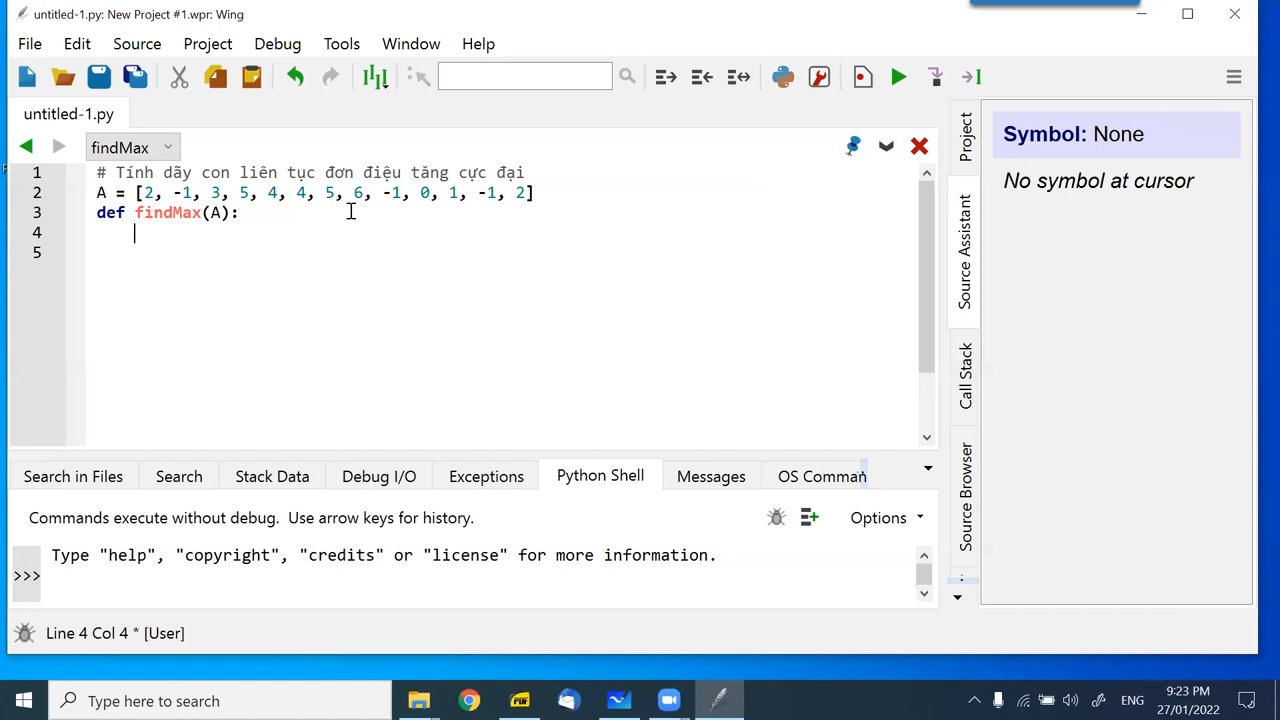 untitled-1.py: New Project #1.wpr: Wing
File Edit Source Project Debug Tools Window Help
untitled-1.py
findMax
1 # Tính dãy con liên tục đơn điệu tăng cực đại
2 A = [2, -1, 3, 5, 4, 4, 5, 6, -1, 0, 1, -1, 2]
3 def findMax(A):
4
5
Project
Source Assistant
Call Stack
Source Browser
Symbol: None
No symbol at cursor
Search in Files Search Stack Data Debug I/O Exceptions Python Shell Messages OS Comman
Commands execute without debug. Use arrow keys for history.
Options
Type "help", "copyright", "credits" or "license" for more information.
>>>
Line 4 Col 4 * [User]
Type here to search
PDF
ENG
9:23 PM
27/01/2022